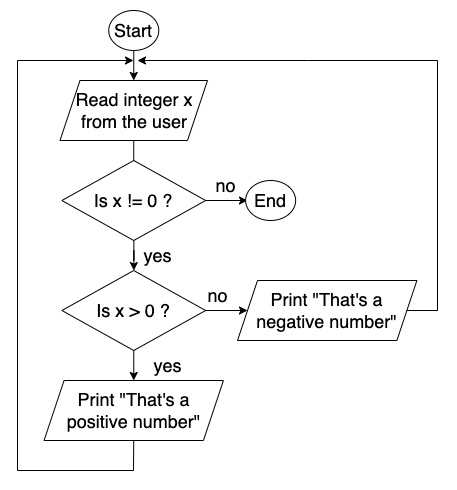 Start
Read integer x
from the user
Is x != 0 ?
no
End
yes
Is x > 0 ?
no
Print "That's a
negative number"
yes
Print "That's a
positive number"